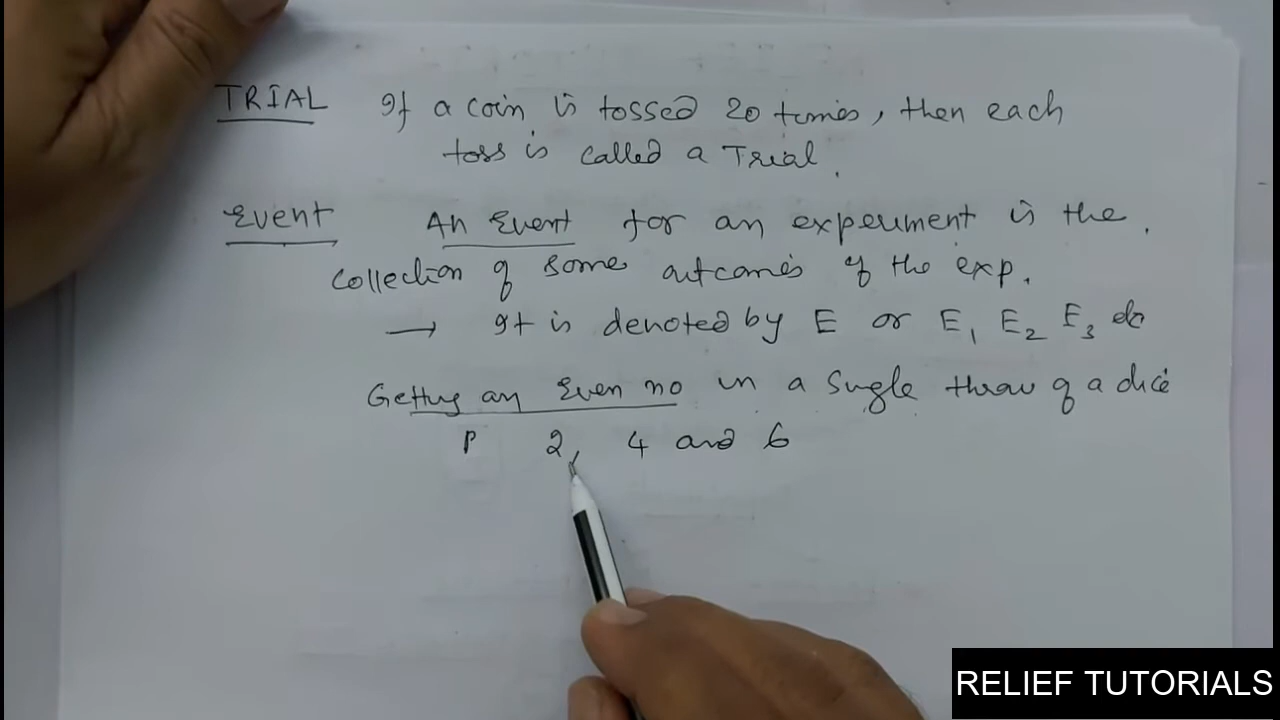 TRIAL If a coin is tossed 20 times, then each
toss is called a Trial.
Event An Event for an experiment is the
collection of some outcomes of the exp.
→ It is denoted by E or E₁ E₂ E₃
Getting an Even no in a Single throw of a dice
P 2, 4 and 6
RELIEF TUTORIALS